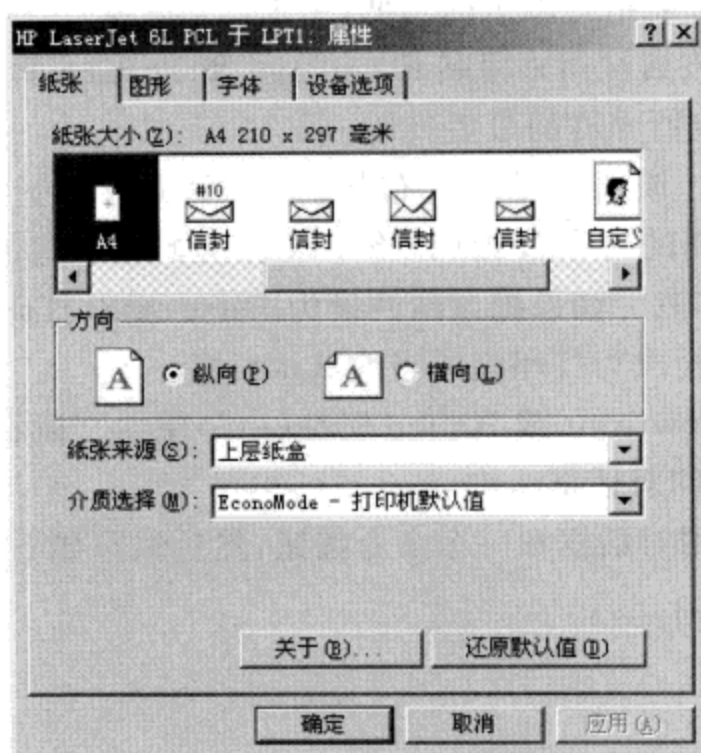 HP LaserJet 6L PCL 于 LPT1: 属性
纸张 图形 字体 设备选项
纸张大小(Z): A4 210 x 297 毫米
#10
A4 信封 信封 信封 信封 自定义
方向
A 纵向(P) A 横向(L)
纸张来源(S): 上层纸盒
介质选择(M): EconoMode - 打印机默认值
关于(B)... 还原默认值(D)
确定 取消 应用(A)